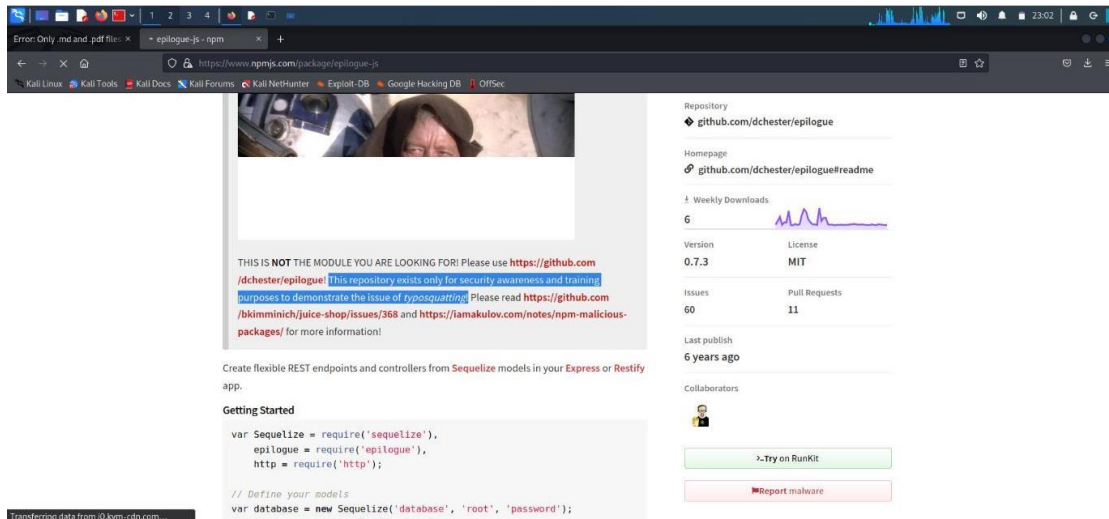 1 2 3 4
23:02
Error: Only .md and .pdf files
epilogue-js - npm
https://www.npmjs.com/package/epilogue-js
Kali Linux Kali Tools Kali Docs Kali Forums Kali NetHunter Exploit-DB Google Hacking DB OffSec
THIS IS NOT THE MODULE YOU ARE LOOKING FOR! Please use https://github.com
/dchester/epilogue! This repository exists only for security awareness and training
purposes to demonstrate the issue of typosquatting! Please read https://github.com
/bkimminich/juice-shop/issues/368 and https://iamakulov.com/notes/npm-malicious-
packages/ for more information!
Create flexible REST endpoints and controllers from Sequelize models in your Express or Restify
app.
Getting Started
var Sequelize = require('sequelize'),
epilogue = require('epilogue'),
http = require('http');
// Define your models
var database = new Sequelize('database', 'root', 'password');
Repository
github.com/dchester/epilogue
Homepage
github.com/dchester/epilogue#readme
Weekly Downloads
6
Version License
0.7.3 MIT
Issues Pull Requests
60 11
Last publish
6 years ago
Collaborators
Try on RunKit
Report malware
Transferring data from i0.kym-cdn.com...